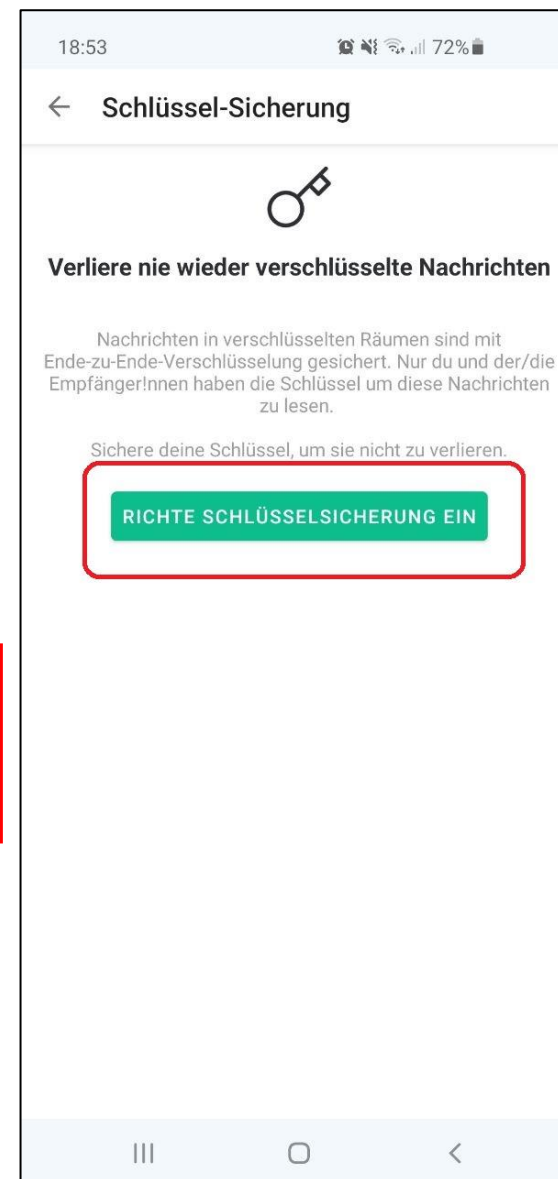 18:53 72%
Schlüssel-Sicherung
Verliere nie wieder verschlüsselte Nachrichten
Nachrichten in verschlüsselten Räumen sind mit
Ende-zu-Ende-Verschlüsselung gesichert. Nur du und der/die
Empfänger!nnen haben die Schlüssel um diese Nachrichten
zu lesen.
Sichere deine Schlüssel, um sie nicht zu verlieren.
RICHTE SCHLÜSSELSICHERUNG EIN